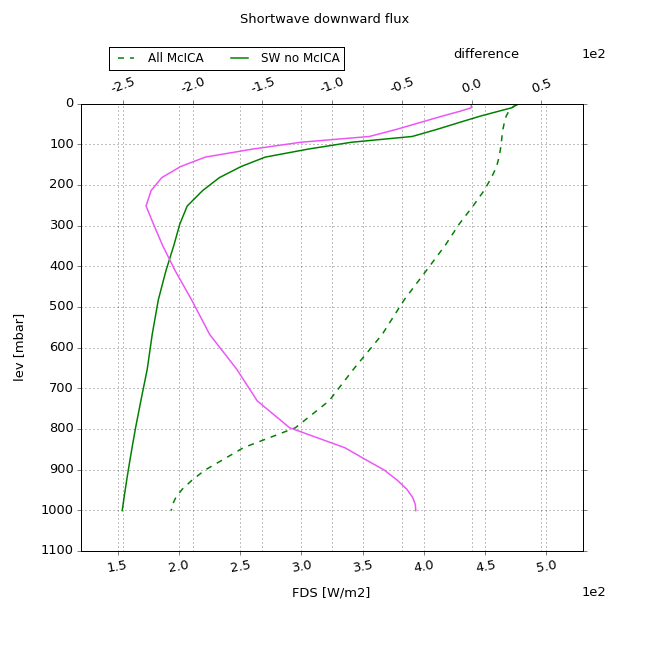 Shortwave downward flux
All McICA SW no McICA
difference 1e2
-2.5 -2.0 -1.5 -1.0 -0.5 0.0 0.5
0
100
200
300
400
500
600
700
800
900
1000
1100
lev [mbar]
1.5 2.0 2.5 3.0 3.5 4.0 4.5 5.0
FDS [W/m2] 1e2